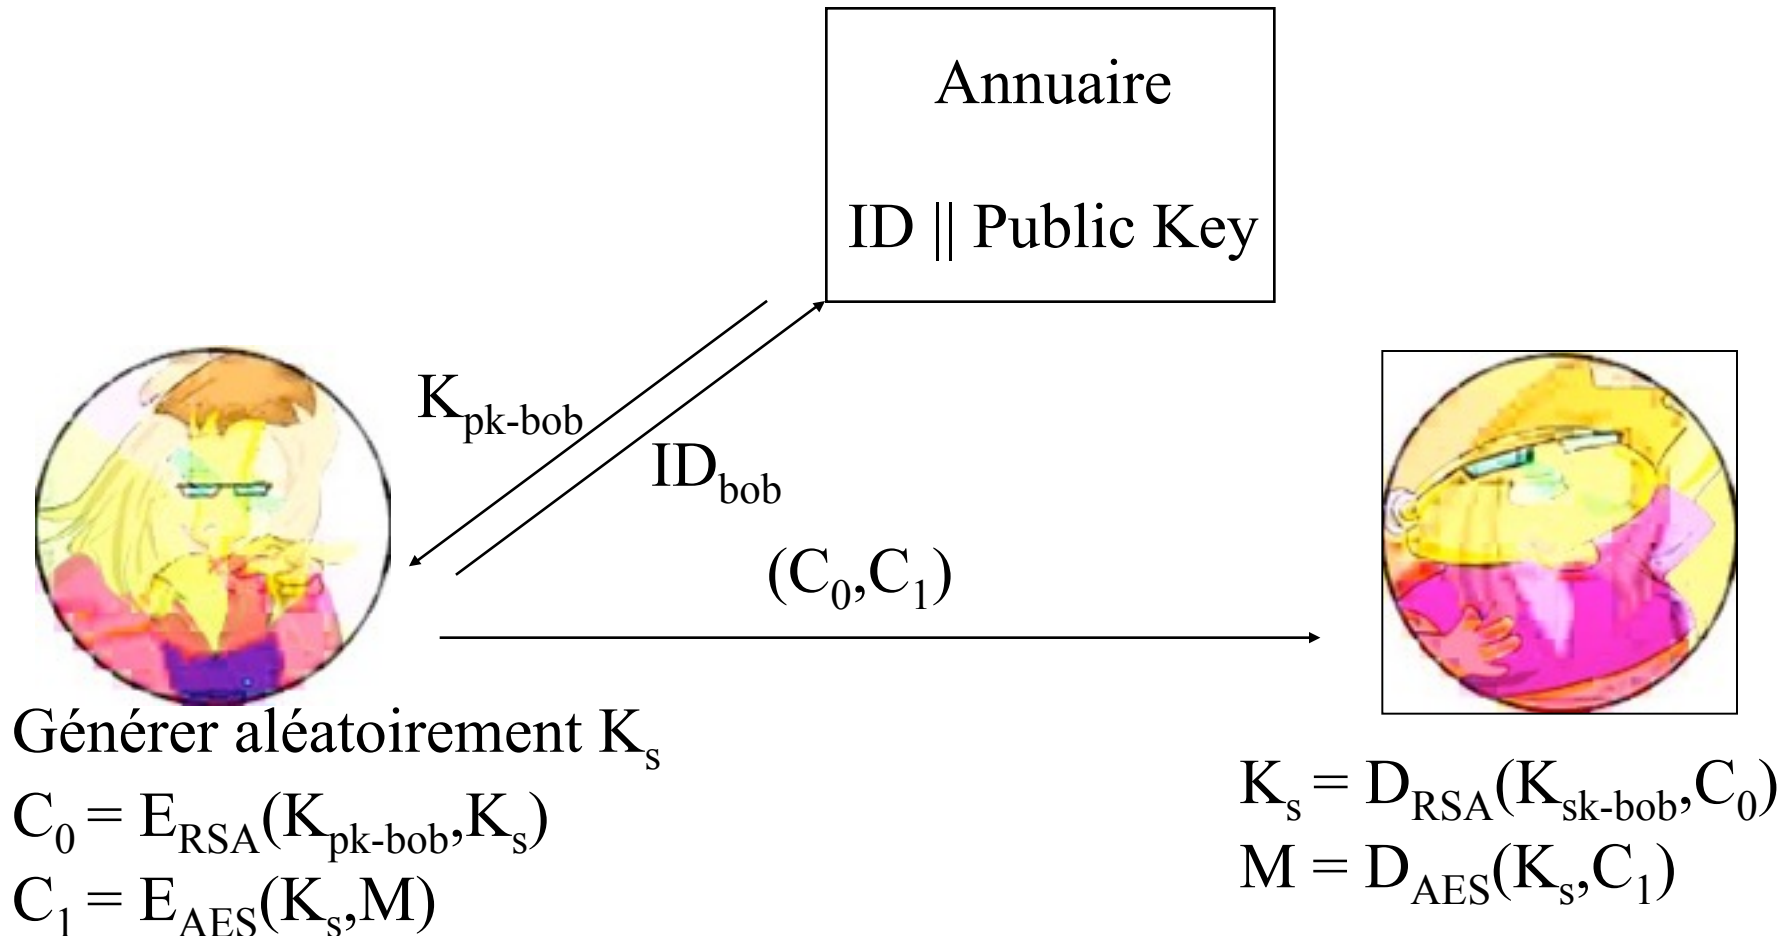 Annuaire
ID || Public Key
K_pk-bob
ID_bob
(C_0,C_1)
Générer aléatoirement K_s
C_0 = E_RSA(K_pk-bob,K_s)
C_1 = E_AES(K_s,M)
K_s = D_RSA(K_sk-bob,C_0)
M = D_AES(K_s,C_1)